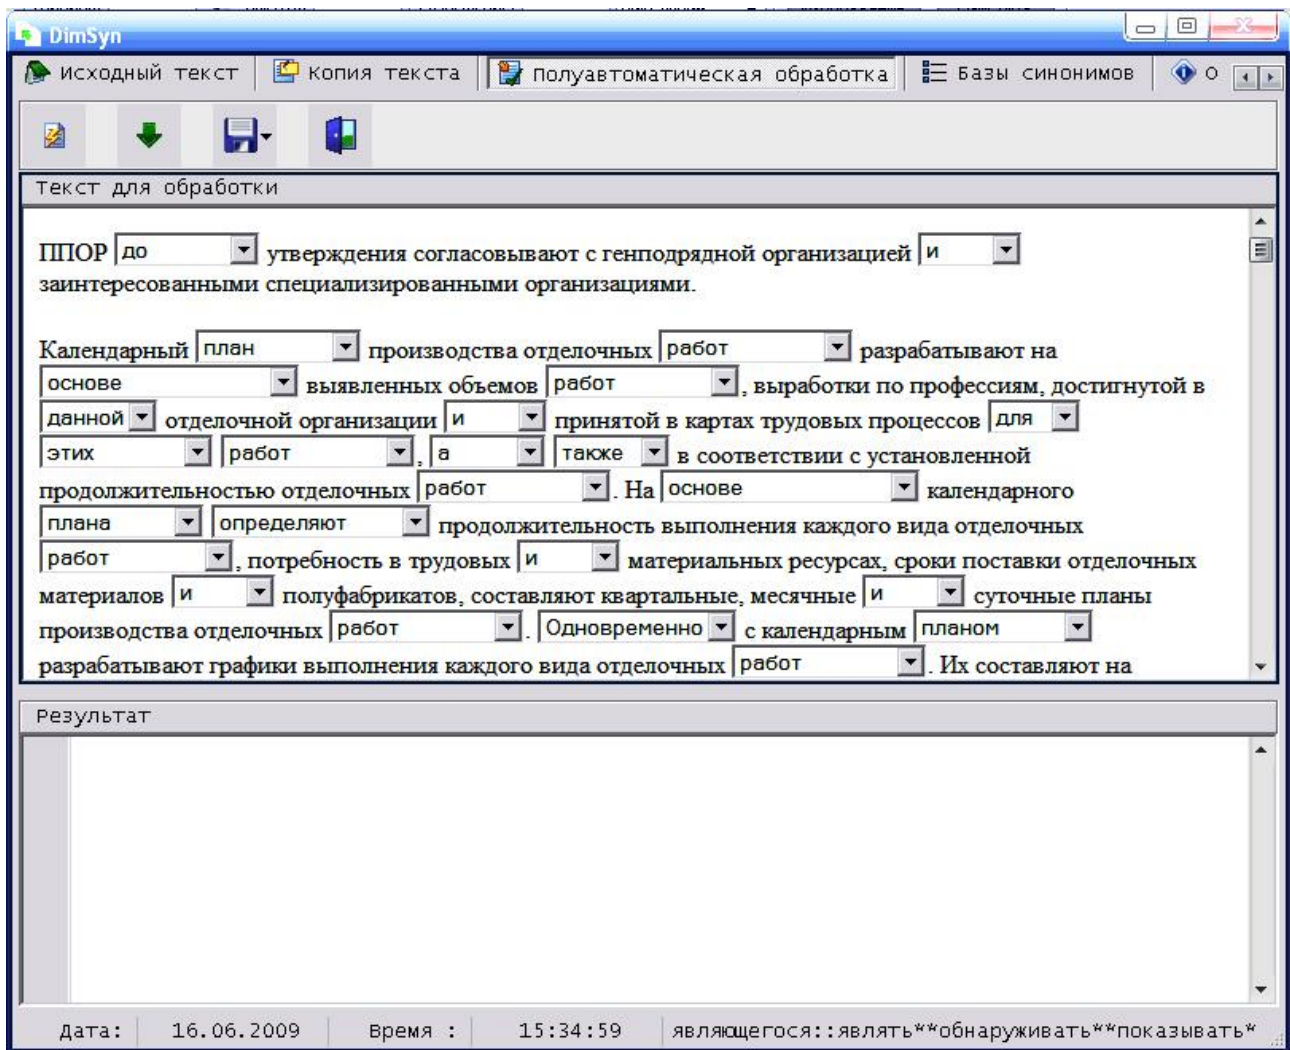 DimSyn
Исходный текст Копия текста Полуавтоматическая обработка Базы синонимов О
Текст для обработки
ППОР до утверждения согласовывают с генподрядной организацией и
заинтересованными специализированными организациями.
Календарный план производства отделочных работ разрабатывают на
основе выявленных объемов работ, выработки по профессиям, достигнутой в
данной отделочной организации и принятой в картах трудовых процессов для
этих работ, а также в соответствии с установленной
продолжительностью отделочных работ. На основе календарного
плана определяют продолжительность выполнения каждого вида отделочных
работ, потребность в трудовых и материальных ресурсах, сроки поставки отделочных
материалов и полуфабрикатов, составляют квартальные, месячные и суточные планы
производства отделочных работ. Одновременно с календарным планом
разрабатывают графики выполнения каждого вида отделочных работ. Их составляют на
Результат
Дата: 16.06.2009 Время : 15:34:59 являющегося::являть**обнаруживать**показывать*